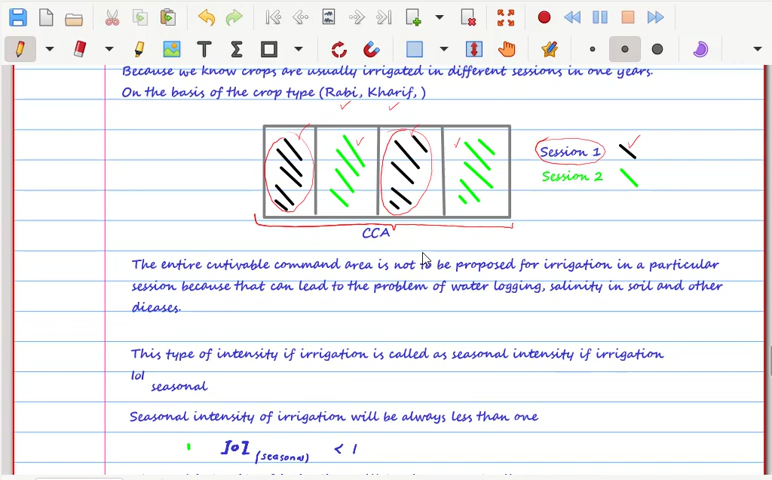 Because we know crops are usually irrigated in different sessions in one years.
On the basis of the crop type (Rabi, Kharif, )
Session 1
Session 2
CCA
The entire cutivable command area is not to be proposed for irrigation in a particular
session because that can lead to the problem of water logging, salinity in soil and other
dieases.
This type of intensity if irrigation is called as seasonal intensity if irrigation
IoI seasonal
Seasonal intensity of irrigation will be always less than one
IoI (seasonal) < 1